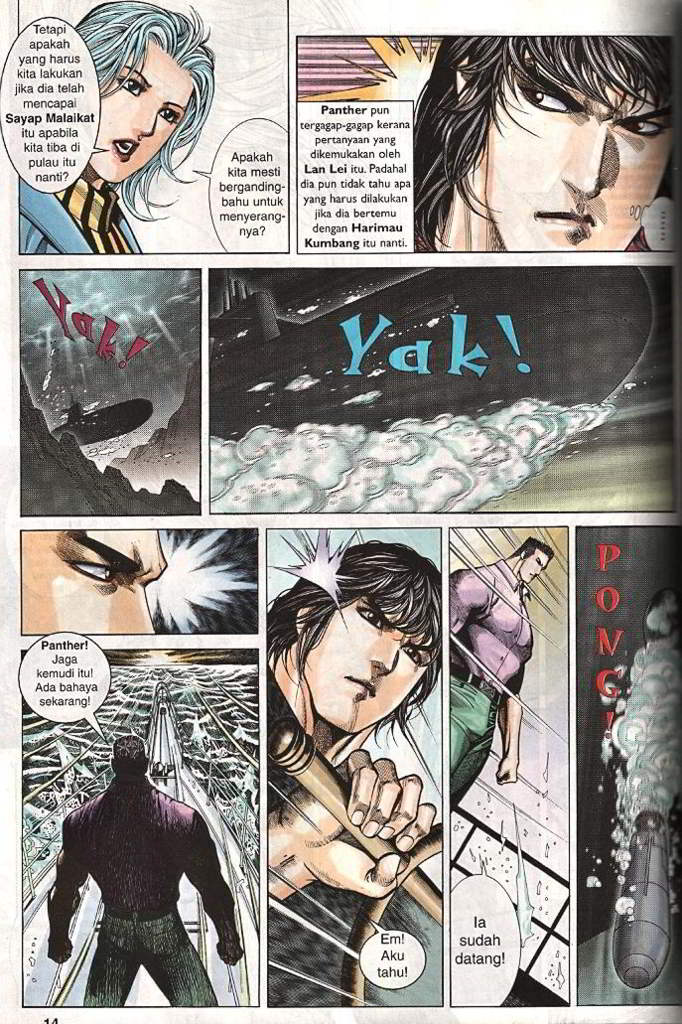 Tetapi
apakah
yang harus
kita lakukan
jika dia telah
mencapai
Sayap Malaikat
itu apabila
kita tiba di
pulau itu
nanti?
Apakah
kita mesti
berganding-
bahu untuk
menyerang-
nya?
Panther pun
tergagap-gagap kerana
pertanyaan yang
dikemukakan oleh
Lan Lei itu. Padahal
dia pun tidak tahu apa
yang harus dilakukan
jika dia bertemu
dengan Harimau
Kumbang itu nanti.
Yak!
Yak!
Panther!
Jaga
kemudi itu!
Ada bahaya
sekarang!
Em!
Aku
tahu!
Ia
sudah
datang!
PONG!
14